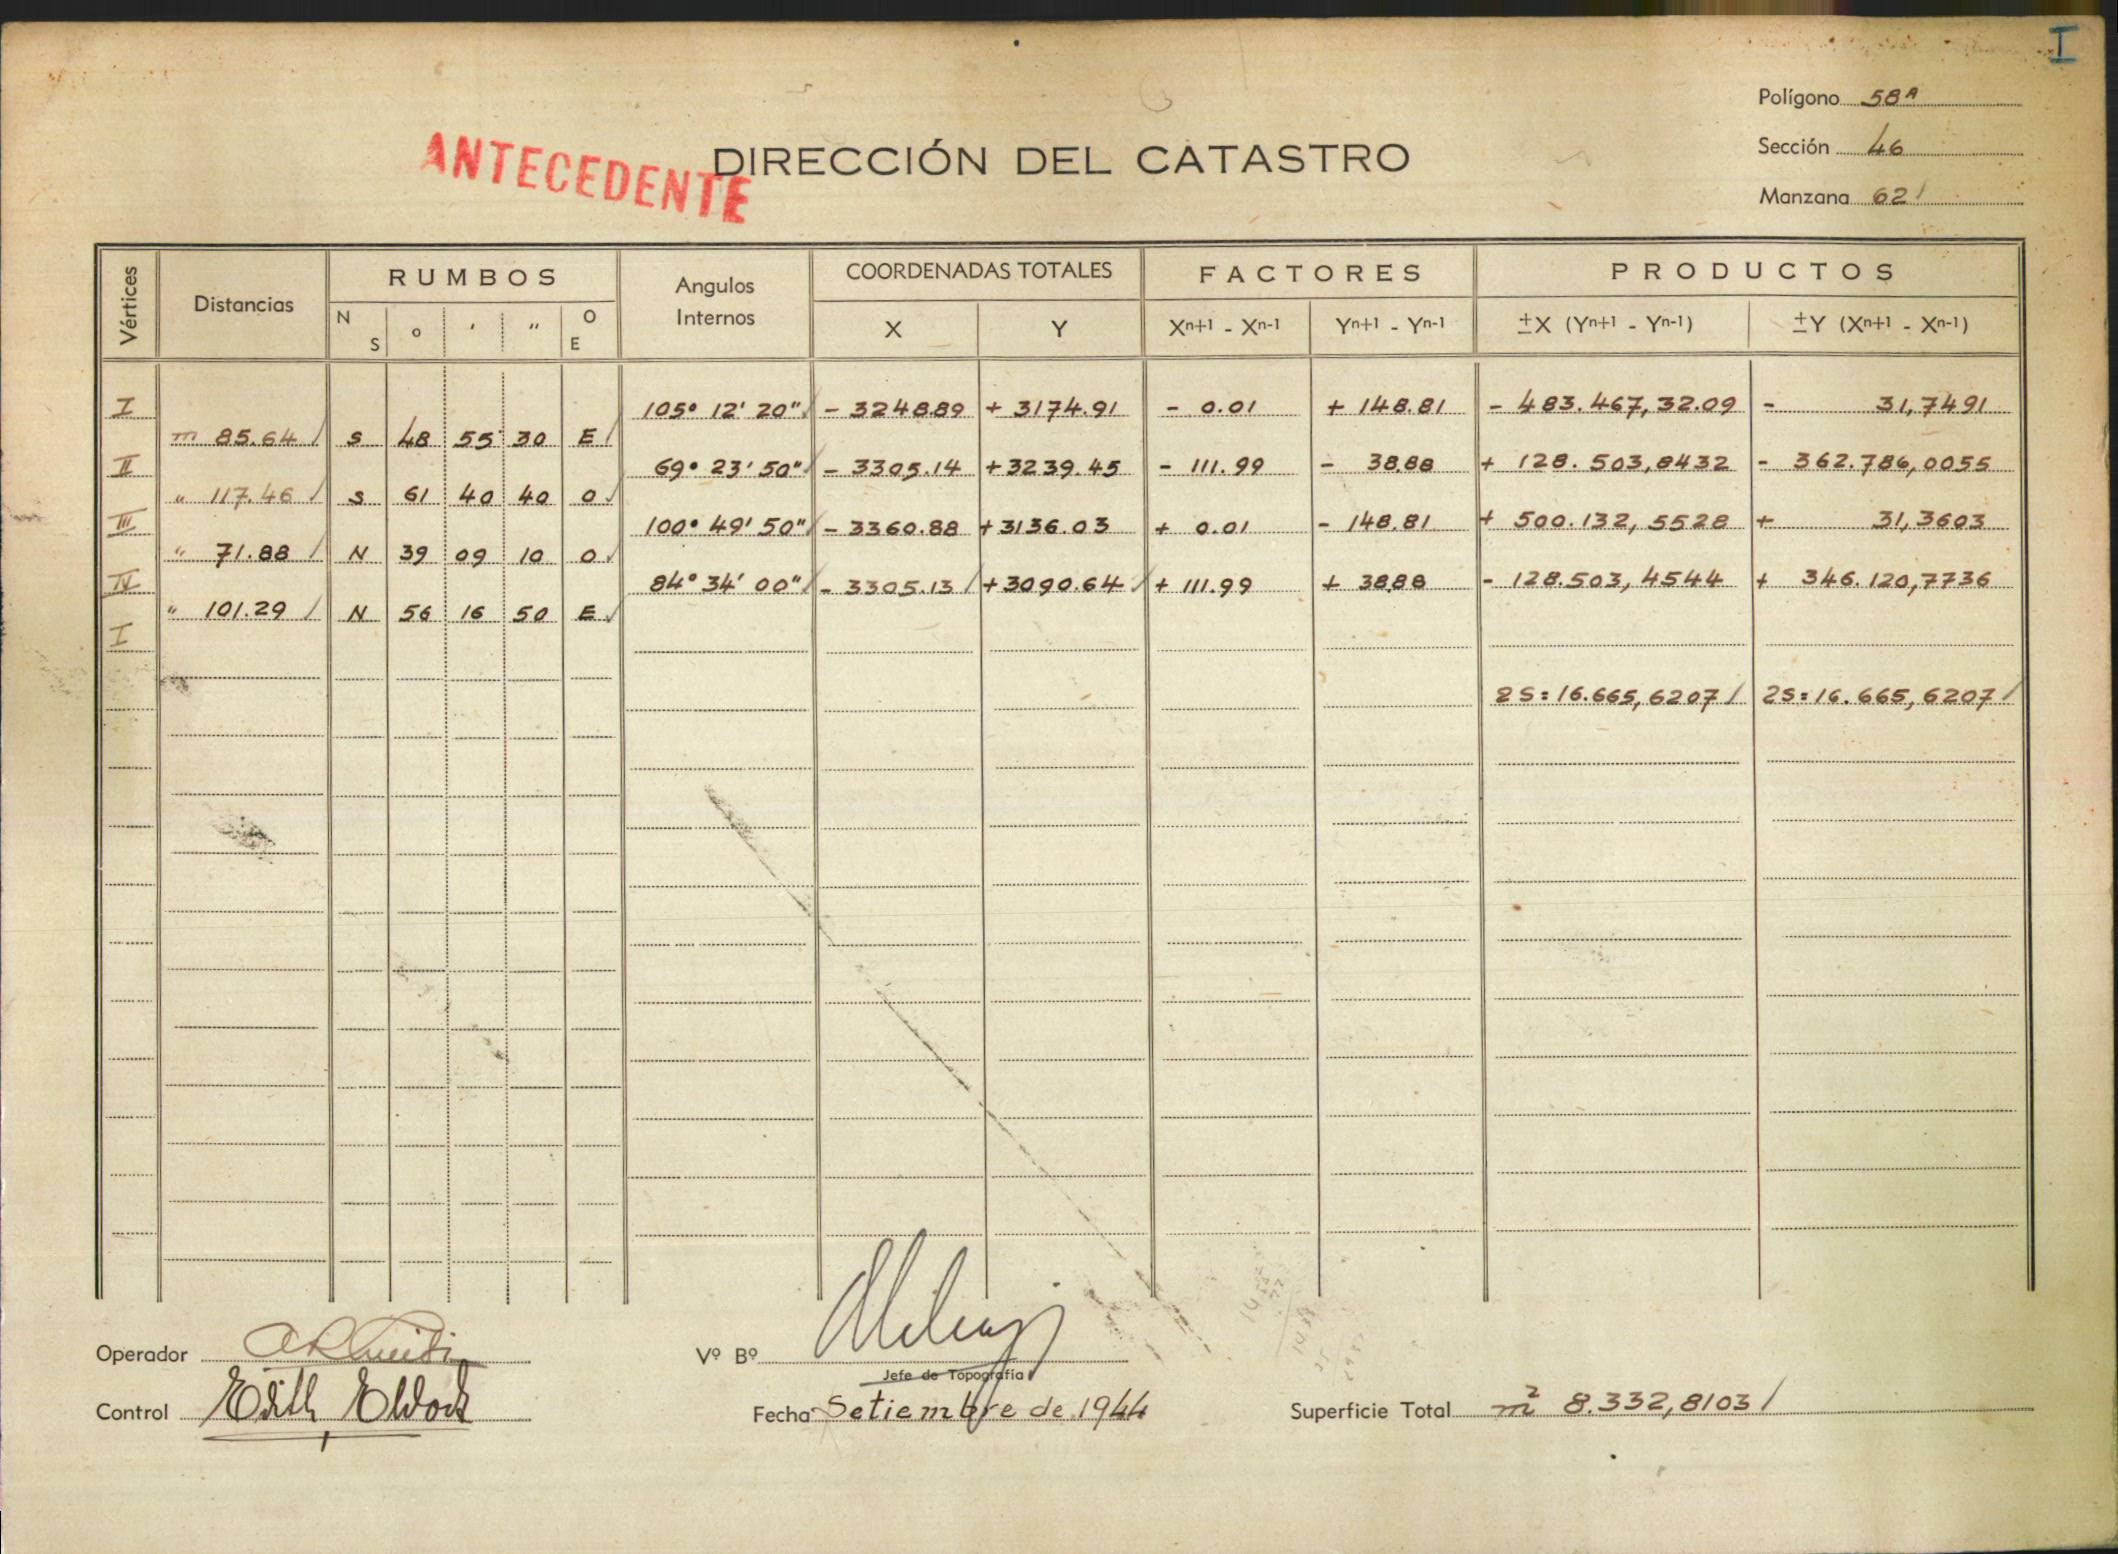 I
Polígono 58A
Sección 46
Manzana 62
ANTECEDENTE
DIRECCIÓN DEL CATASTRO
Vértices Distancias RUMBOS Angulos Internos COORDENADAS TOTALES FACTORES PRODUCTOS
N S o ' " O E X Y Xn+1 - Xn-1 Yn+1 - Yn-1 ±X (Yn+1 - Yn-1) ±Y (Xn+1 - Xn-1)
I 105° 12' 20" - 3248.89 + 3174.91 - 0.01 + 148.81 - 483.467,32.09 - 31,7491
m 85.64 S 48 55' 30 E
II 69° 23' 50" - 3305.14 + 3239.45 - 111.99 - 38.88 + 128.503,8432 - 362.786,0055
" 117.46 S 61 40 40 O
III 100° 49' 50" - 3360.88 + 3136.03 + 0.01 - 148.81 + 500.132,5528 + 31,3603
" 71.88 N 39 09 10 O
IV 84° 34' 00" - 3305.13 + 3090.64 + 111.99 + 38.88 - 128.503,4544 + 346.120,7736
" 101.29 N 56 16 50 E
I
2S = 16.665,6207 2S = 16.665,6207
Operador
Vº Bº
Jefe de Topografía
Control Edith
Fecha Setiembre de 1944
Superficie Total m2 8.332,8103